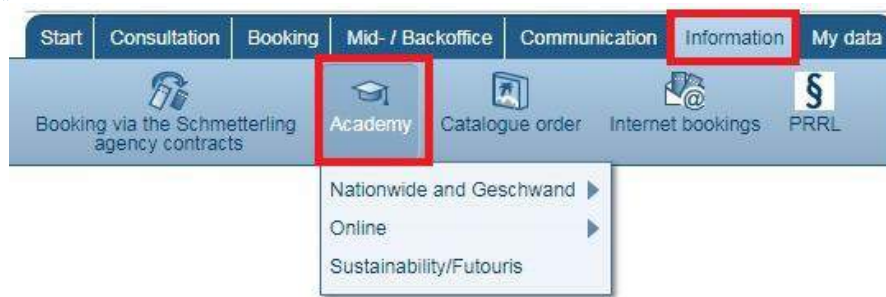 Start Consultation Booking Mid- / Backoffice Communication Information My data
Booking via the Schmetterling agency contracts
Academy
Catalogue order
Internet bookings
§
PRRL
Nationwide and Geschwand
Online
Sustainability/Futouris